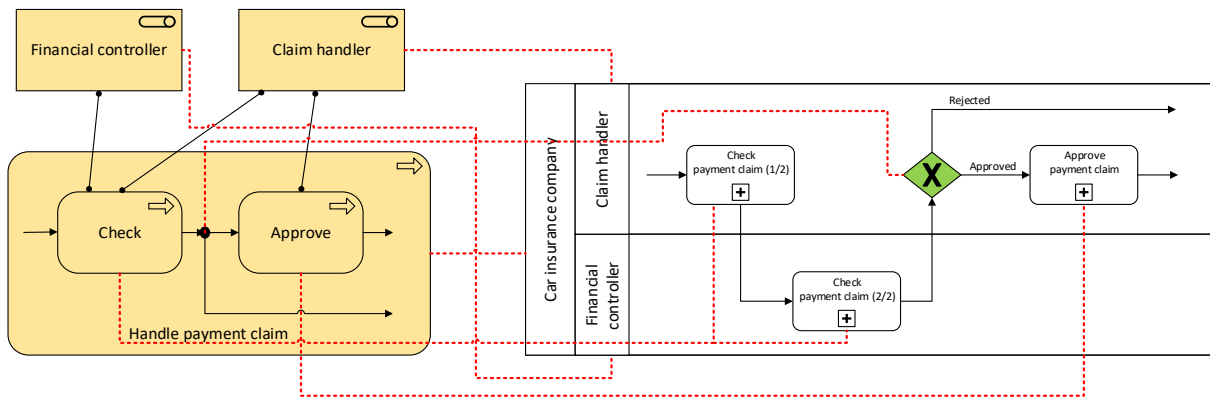 Financial controller
Claim handler
Check
Approve
Handle payment claim
Car insurance company
Claim handler
Financial
controller
Check
payment claim (1/2)
Rejected
X
Approved
Approve
payment claim
Check
payment claim (2/2)